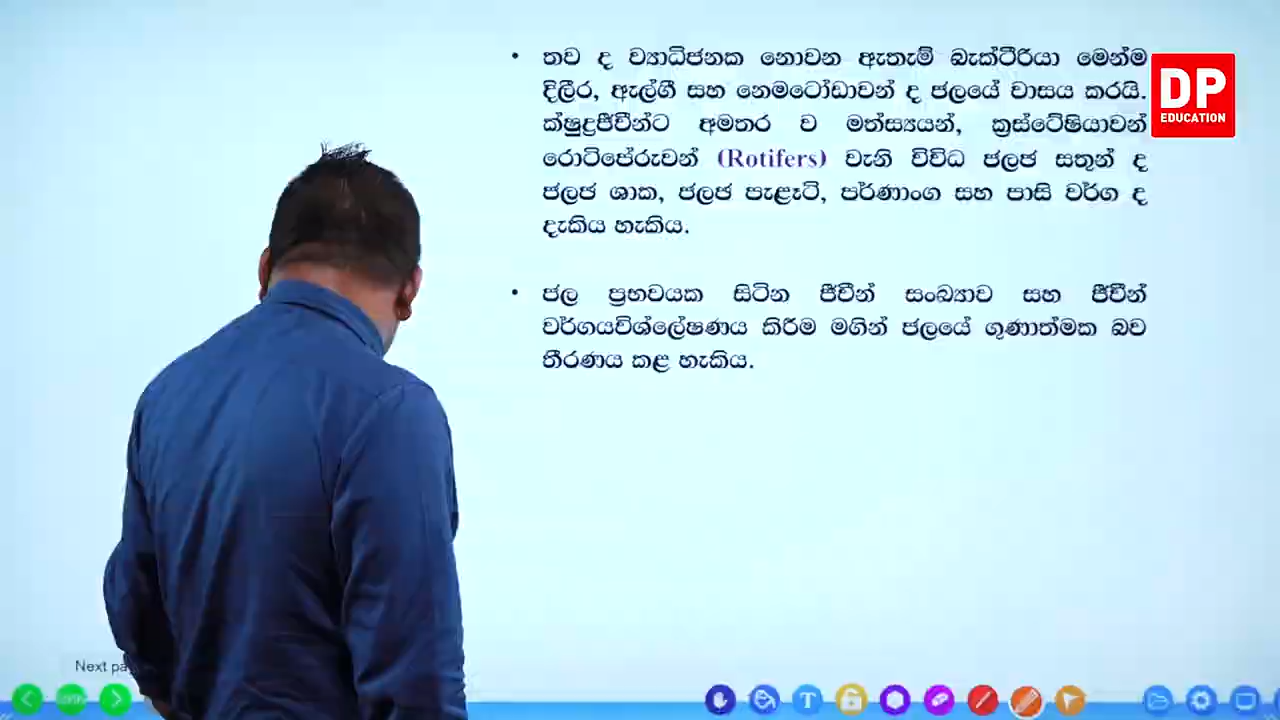 • තව ද ව්‍යාධිජනක නොවන ඇතැම් බැක්ටීරියා මෙන්ම
දිලීර, ඇල්ගී සහ නෙමටෝඩාවන් ද ජලයේ වාසය කරයි.
ක්ෂුද්‍රජීවීන්ට අමතර ව මත්ස්‍යයන්, ක්‍රස්ටේෂියාවන්
රොටිපේරුවන් (Rotifers) වැනි විවිධ ජලජ සතුන් ද
ජලජ ශාක, ජලජ පැළෑටි, පර්ණාංග සහ පාසි වර්ග ද
දැකිය හැකිය.
• ජල ප්‍රභවයක සිටින ජීවීන් සංඛ්‍යාව සහ ජීවීන්
වර්ගයවිශ්ලේෂණය කිරීම මගින් ජලයේ ගුණාත්මක බව
තීරණය කළ හැකිය.
DP
EDUCATION
Next